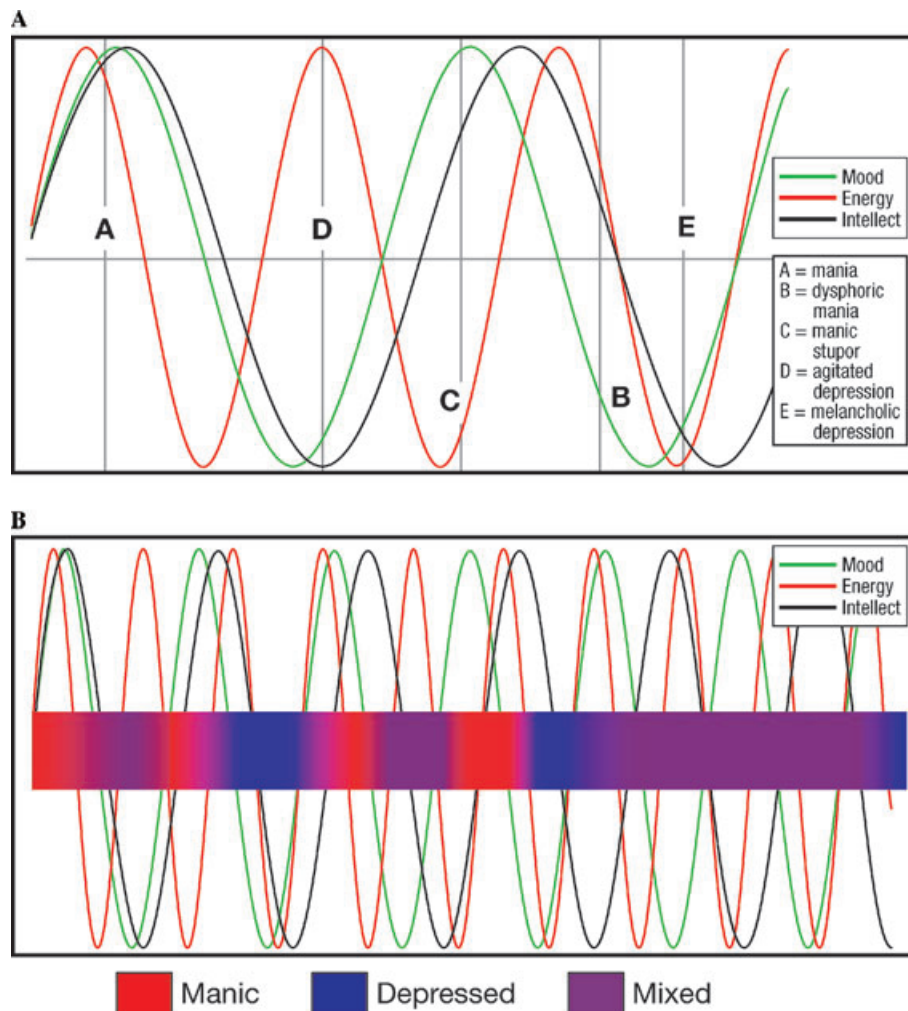 A
A
D
E
C
B
Mood
Energy
Intellect
A = mania
B = dysphoric
mania
C = manic
stupor
D = agitated
depression
E = melancholic
depression
B
Mood
Energy
Intellect
Manic
Depressed
Mixed